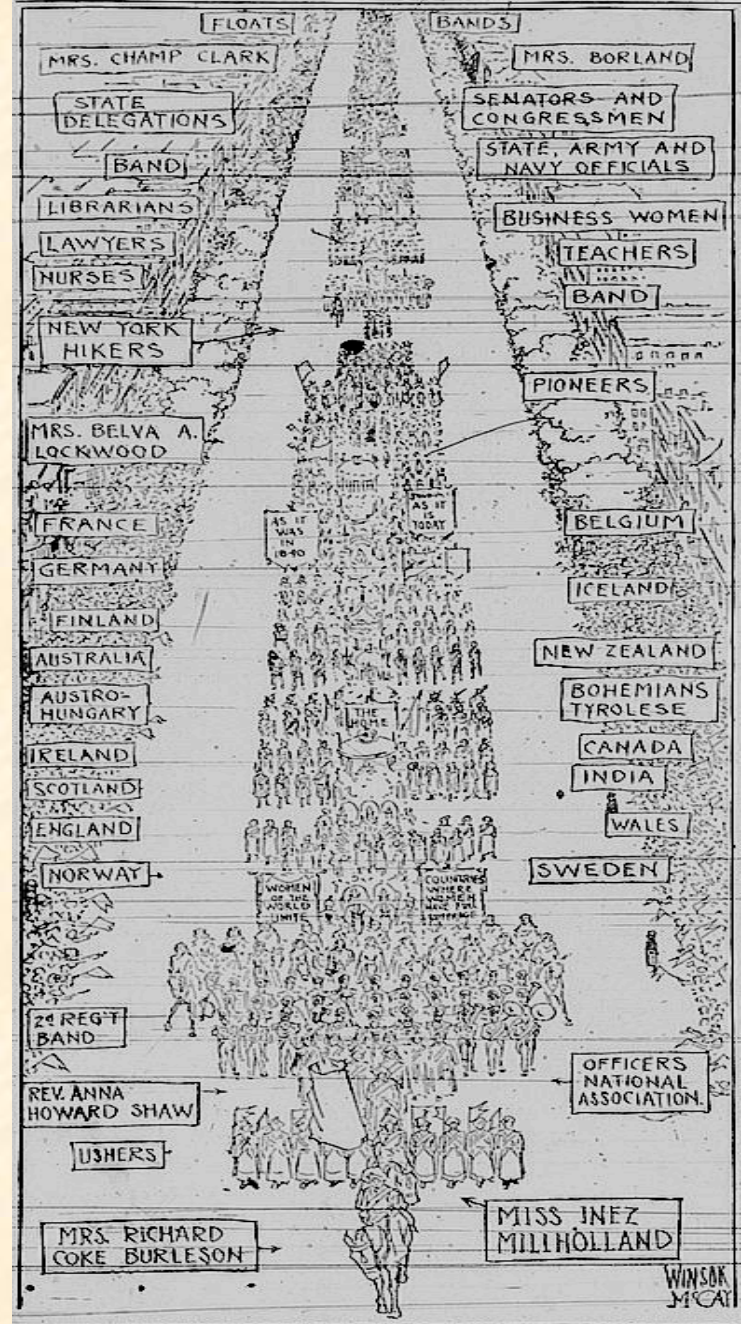 FLOATS
BANDS
MRS. CHAMP CLARK
MRS. BORLAND
STATE
DELEGATIONS
SENATORS AND
CONGRESSMEN
BAND
STATE, ARMY AND
NAVY OFFICIALS
LIBRARIANS
BUSINESS WOMEN
LAWYERS
TEACHERS
NURSES
BAND
NEW YORK
HIKERS
PIONEERS
MRS. BELVA A.
LOCKWOOD
FRANCE
AS IT
WAS
IN
1840
AS IT
IS
TODAY
BELGIUM
GERMANY
ICELAND
FINLAND
AUSTRALIA
NEW ZEALAND
AUSTRO-
HUNGARY
THE
HOME
BOHEMIANS
TYROLESE
IRELAND
CANADA
SCOTLAND
INDIA
ENGLAND
WALES
NORWAY
WOMEN
OF THE
WORLD
UNITE
COUNTRIES
WHERE
WOMEN
HAVE FULL
SUFFRAGE
SWEDEN
2d REG'T
BAND
OFFICERS
NATIONAL
ASSOCIATION.
REV. ANNA
HOWARD SHAW
USHERS
MISS INEZ
MILLHOLLAND
MRS. RICHARD
COKE BURLESON
WINSOR
McCAY